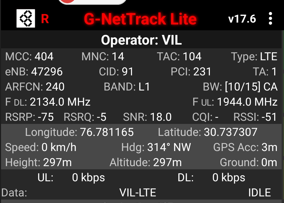 R G-NetTrack Lite v17.6
Operator: VIL
MCC: 404 MNC: 14 TAC: 104 Type: LTE
eNB: 47296 CID: 91 PCI: 231 TA: 1
ARFCN: 240 BAND: L1 BW: [10/15] CA
F DL: 2134.0 MHz F UL: 1944.0 MHz
RSRP: -75 RSRQ: -5 SNR: 18.0 CQI: - RSSI: -51
Longitude: 76.781165 Latitude: 30.737307
Speed: 0 km/h Hdg: 314° NW GPS Acc: 3m
Height: 297m Altitude: 297m Ground: 0m
UL: 0 kbps DL: 0 kbps
Data: VIL-LTE IDLE